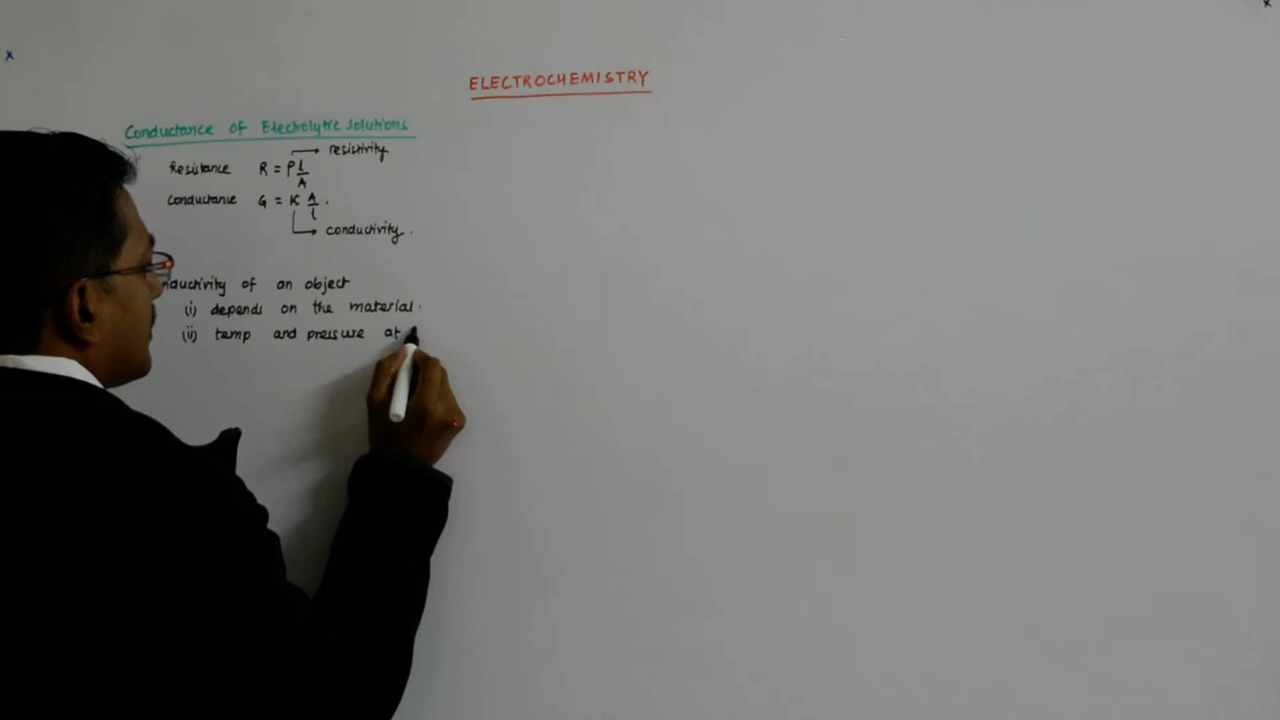 ELECTROCHEMISTRY
Conductance of Electrolytic solutions
resistivity
Resistance R = ρ l/A
Conductance G = K A/l .
conductivity .
of an object
(i) depends on the material.
(ii) temp and pressure at